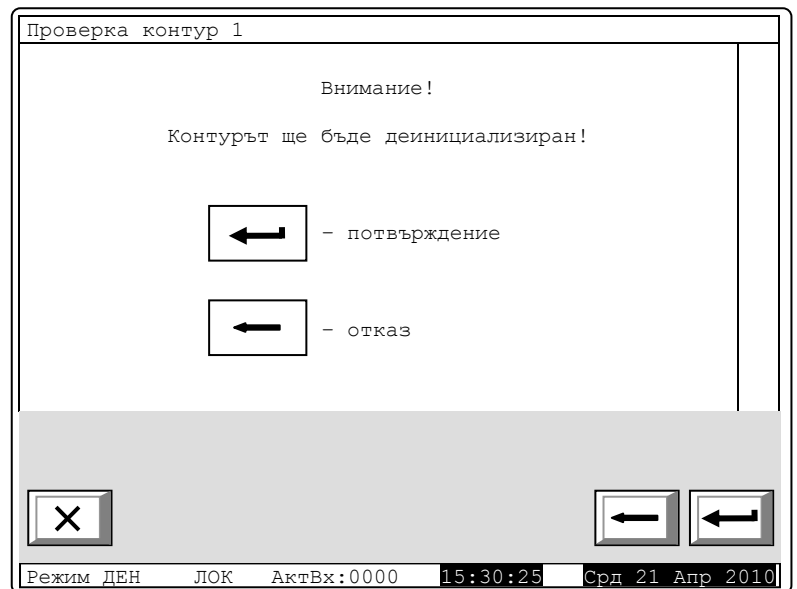 Проверка контур 1
Внимание!
Контурът ще бъде деинициализиран!
– потвърждение
– отказ
Режим ДЕН ЛОК АктВх:0000 15:30:25 Срд 21 Апр 2010